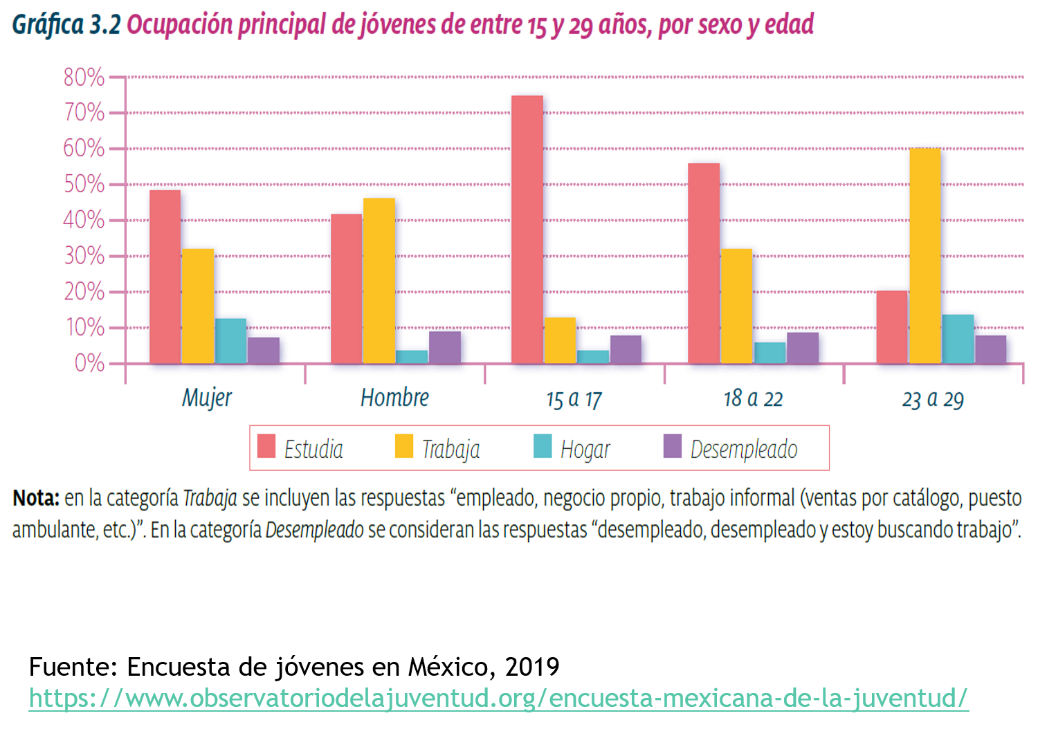 Gráfica 3.2 Ocupación principal de jóvenes de entre 15 y 29 años, por sexo y edad
80%
70%
60%
50%
40%
30%
20%
10%
0%
Mujer Hombre 15 a 17 18 a 22 23 a 29
Estudia Trabaja Hogar Desempleado
Nota: en la categoría Trabaja se incluyen las respuestas “empleado, negocio propio, trabajo informal (ventas por catálogo, puesto
ambulante, etc.)”. En la categoría Desempleado se consideran las respuestas “desempleado, desempleado y estoy buscando trabajo”.
Fuente: Encuesta de jóvenes en México, 2019
https://www.observatoriodelajuventud.org/encuesta-mexicana-de-la-juventud/